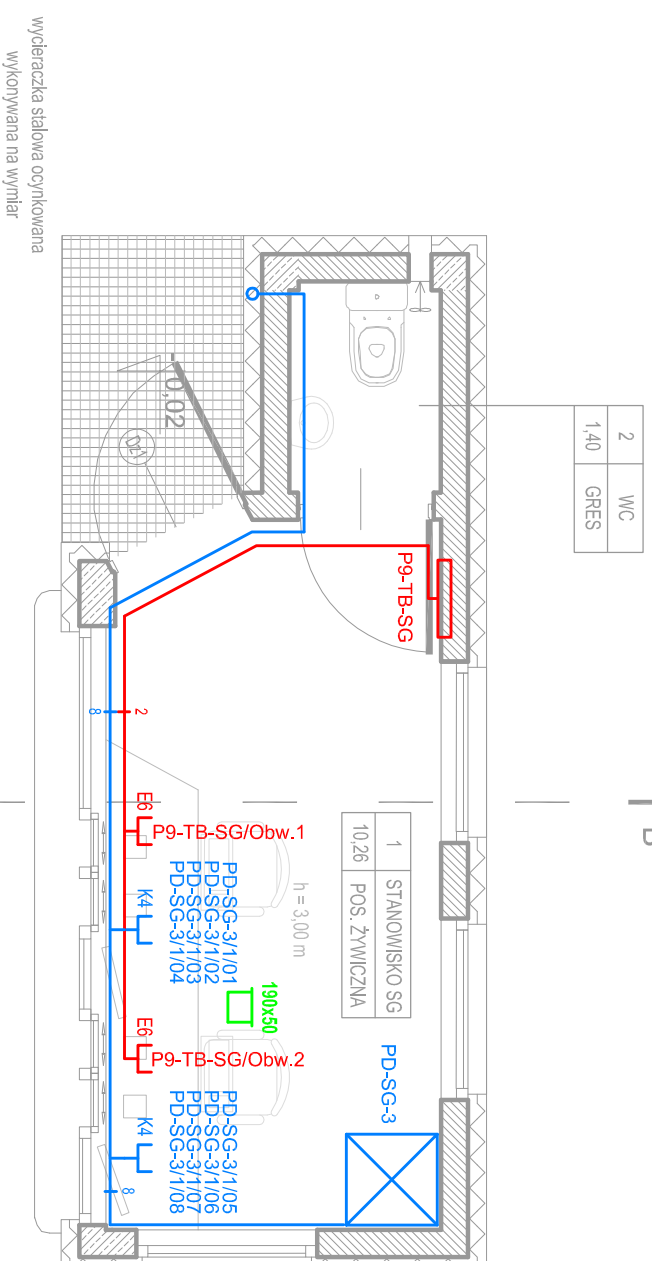 wycieraczka stalowa ocynkowana
wykonywana na wymiar
2 WC
1,40 GRES
- 0,02
DZ1
P9-TB-SG
1 STANOWISKO SG
10,26 POS. ŻYWICZNA
h = 3,00 m
2
8
E6
P9-TB-SG/Obw.1
K4
PD-SG-3/1/01
PD-SG-3/1/02
PD-SG-3/1/03
PD-SG-3/1/04
190x50
E6
P9-TB-SG/Obw.2
PD-SG-3
K4
PD-SG-3/1/05
PD-SG-3/1/06
PD-SG-3/1/07
PD-SG-3/1/08
8